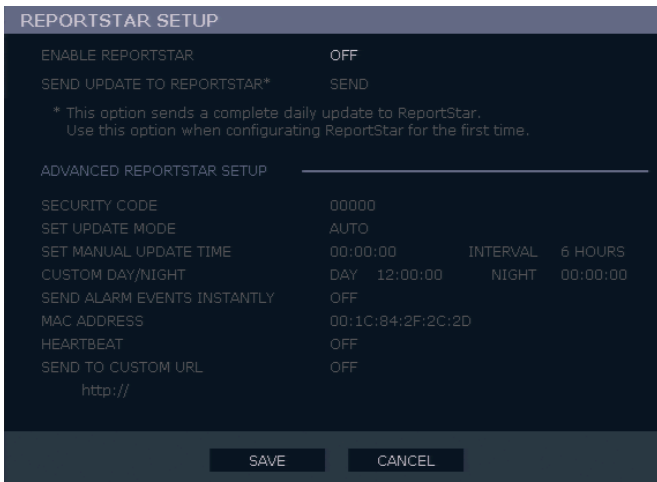 REPORTSTAR SETUP
ENABLE REPORTSTAR OFF
SEND UPDATE TO REPORTSTAR* SEND
* This option sends a complete daily update to ReportStar.
Use this option when configurating ReportStar for the first time.
ADVANCED REPORTSTAR SETUP
SECURITY CODE 00000
SET UPDATE MODE AUTO
SET MANUAL UPDATE TIME 00:00:00 INTERVAL 6 HOURS
CUSTOM DAY/NIGHT DAY 12:00:00 NIGHT 00:00:00
SEND ALARM EVENTS INSTANTLY OFF
MAC ADDRESS 00:1C:84:2F:2C:2D
HEARTBEAT OFF
SEND TO CUSTOM URL OFF
http://
SAVE CANCEL